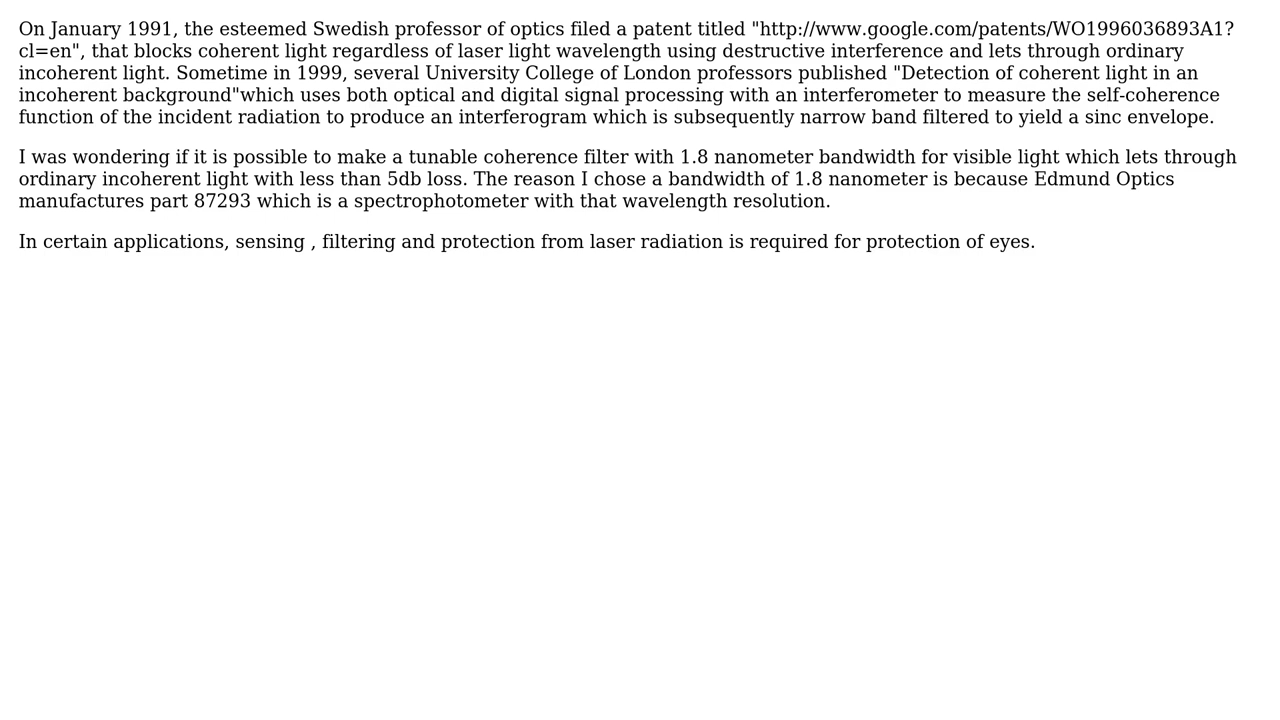 On January 1991, the esteemed Swedish professor of optics filed a patent titled "http://www.google.com/patents/WO1996036893A1?
cl=en", that blocks coherent light regardless of laser light wavelength using destructive interference and lets through ordinary
incoherent light. Sometime in 1999, several University College of London professors published "Detection of coherent light in an
incoherent background"which uses both optical and digital signal processing with an interferometer to measure the self-coherence
function of the incident radiation to produce an interferogram which is subsequently narrow band filtered to yield a sinc envelope.
I was wondering if it is possible to make a tunable coherence filter with 1.8 nanometer bandwidth for visible light which lets through
ordinary incoherent light with less than 5db loss. The reason I chose a bandwidth of 1.8 nanometer is because Edmund Optics
manufactures part 87293 which is a spectrophotometer with that wavelength resolution.
In certain applications, sensing , filtering and protection from laser radiation is required for protection of eyes.